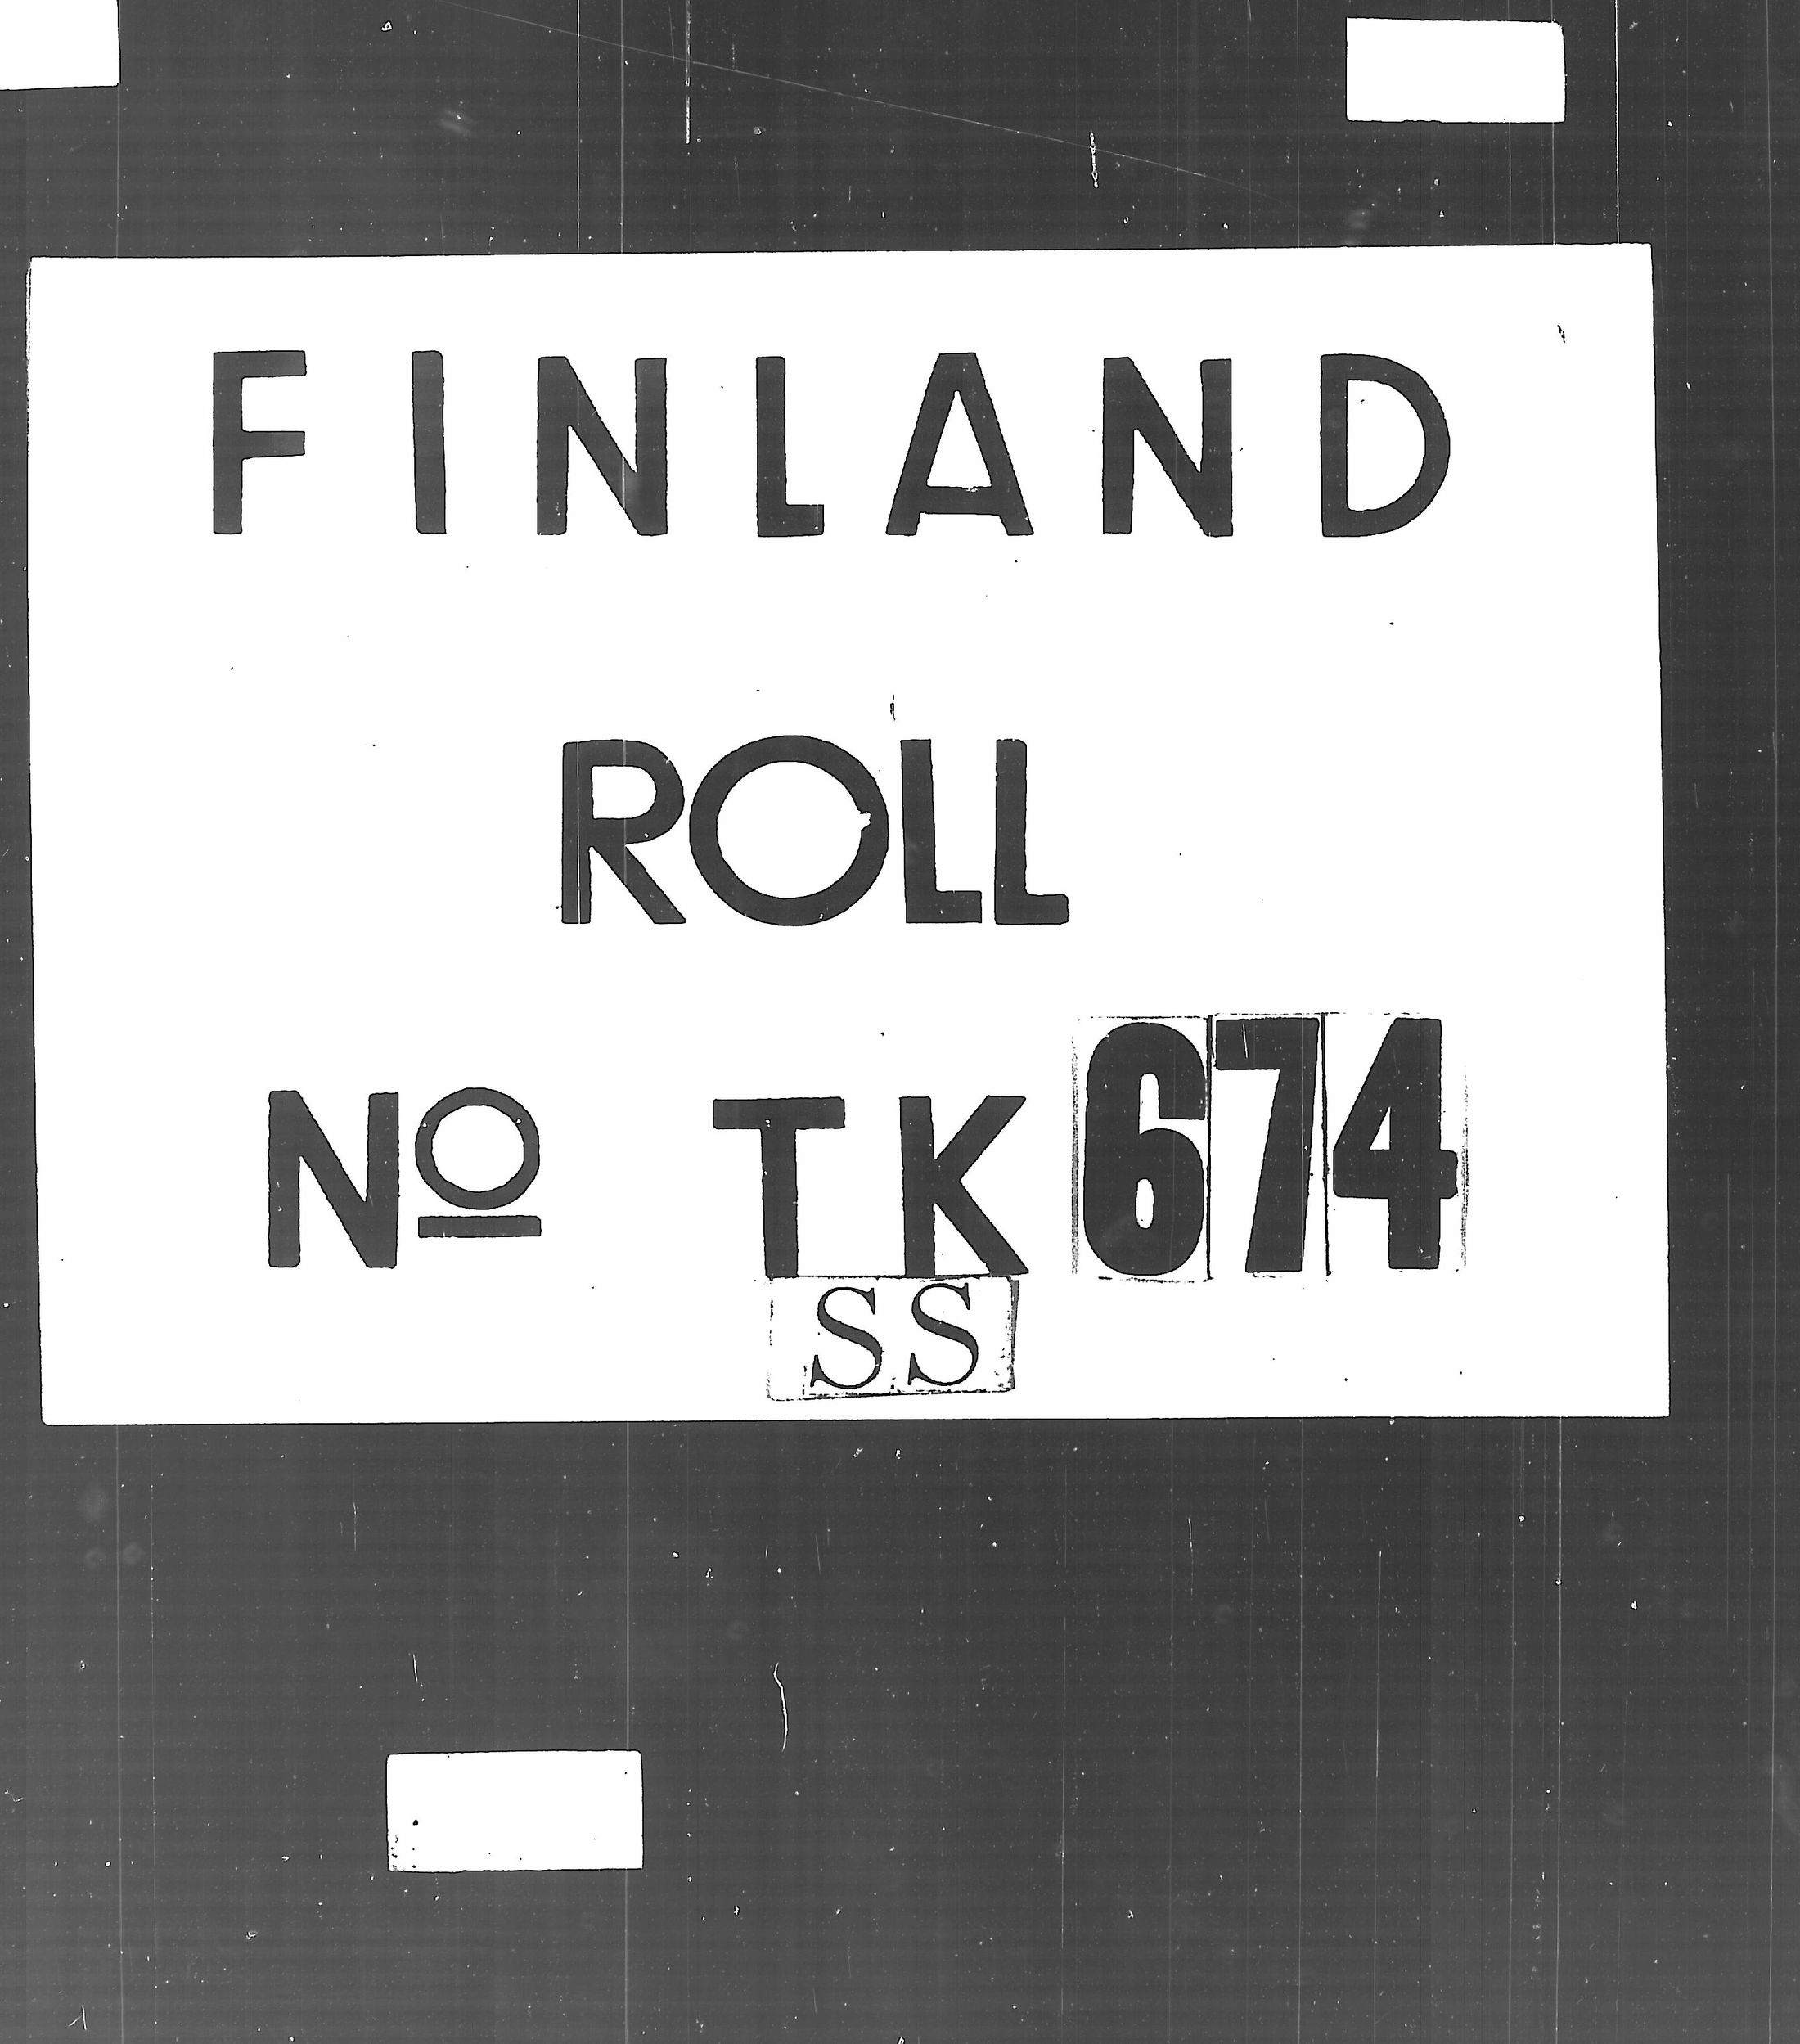 FINLAND
ROLL
Nº TK 674
SS